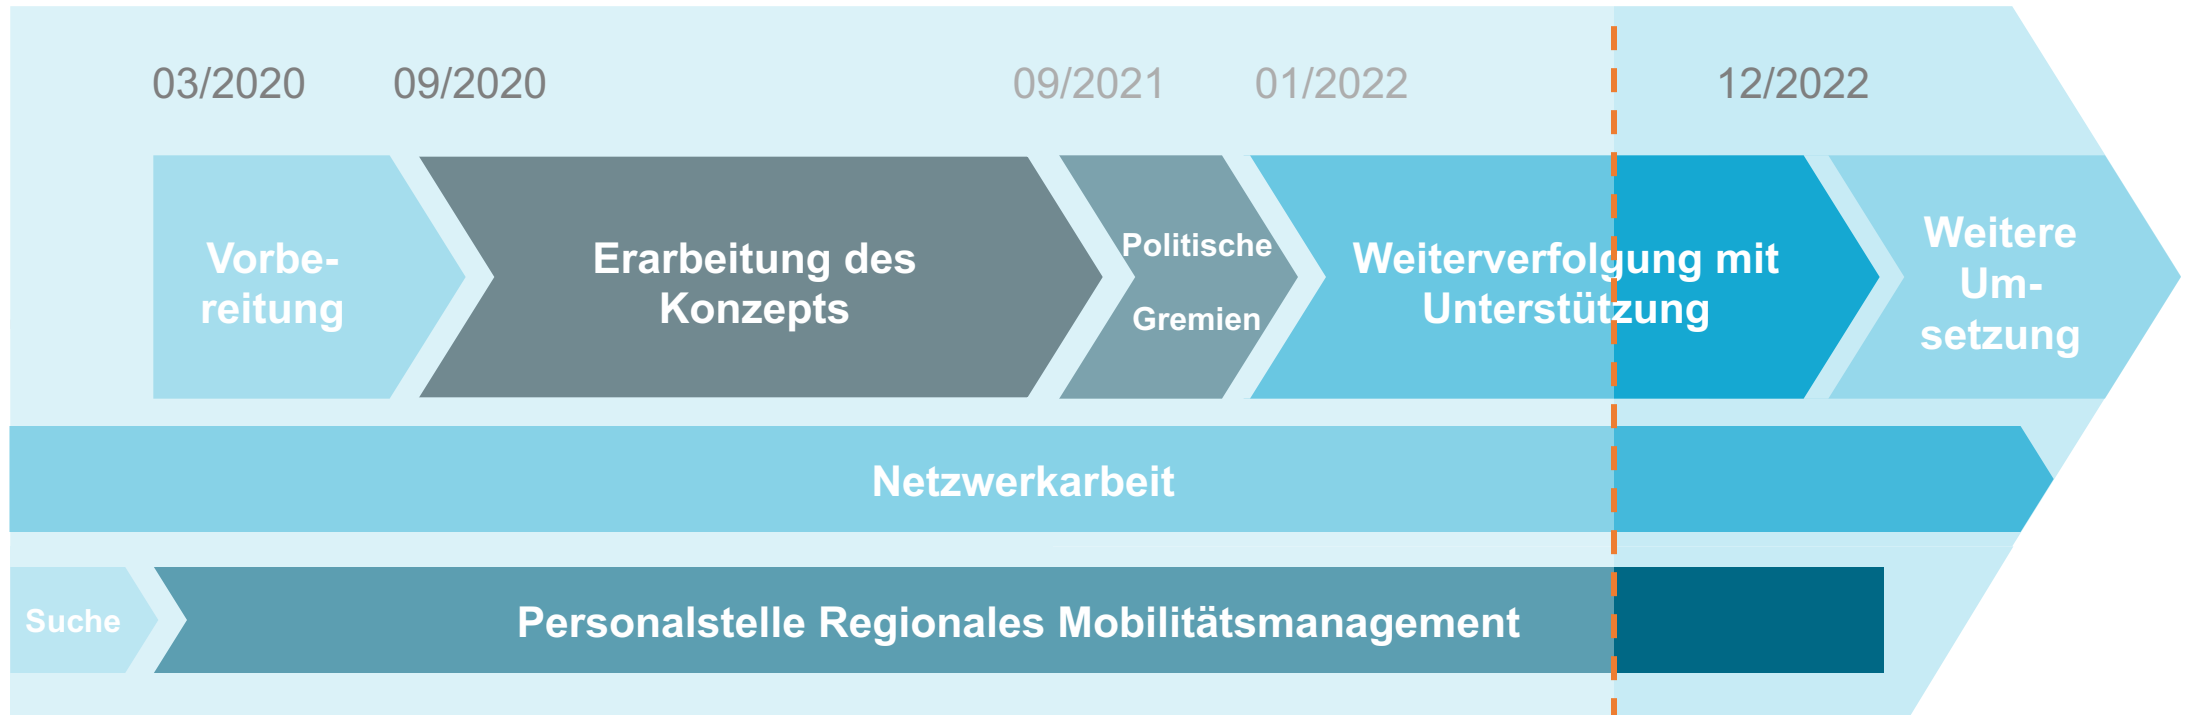 03/2020 09/2020 09/2021 01/2022 12/2022
Vorbe-
reitung
Erarbeitung des
Konzepts
Politische
Gremien
Weiterverfolgung mit
Unterstützung
Weitere
Um-
setzung
Netzwerkarbeit
Suche
Personalstelle Regionales Mobilitätsmanagement